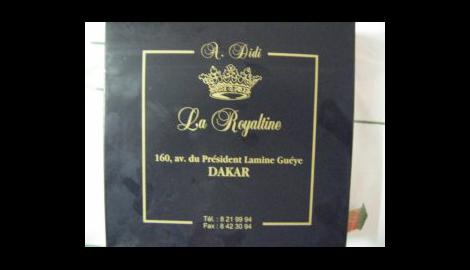 A. Didi
La Royaltine
160, av. du Président Lamine Guéye
DAKAR
Tél. : 8 21 99 94
Fax : 8 42 30 94